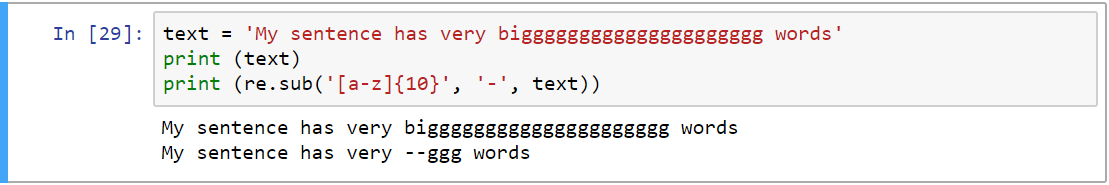 In [29]: text = 'My sentence has very biggggggggggggggggggggg words'
print (text)
print (re.sub('[a-z]{10}', '-', text))
My sentence has very biggggggggggggggggggggg words
My sentence has very --ggg words